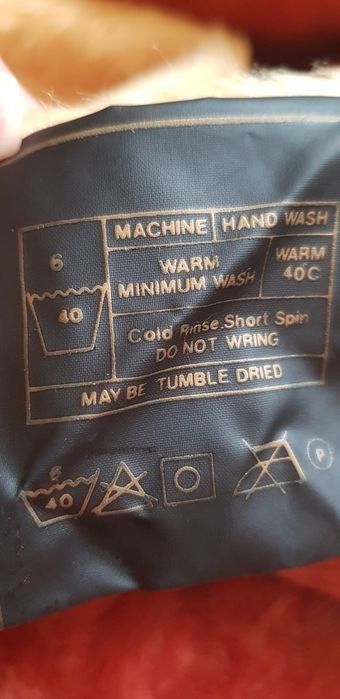 6
40
MACHINE HAND WASH
WARM
MINIMUM WASH
WARM
40C
Cold Rinse.Short Spin
DO NOT WRING
MAY BE TUMBLE DRIED
6
40
P